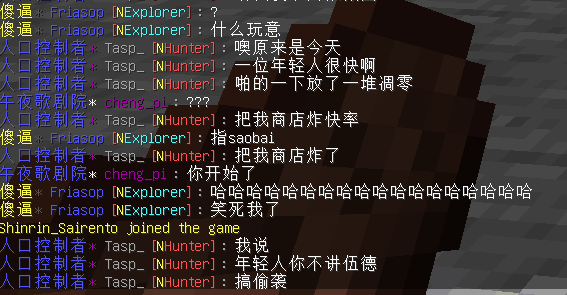 傻逼* Friasop [NExplorer] : ?
傻逼* Friasop [NExplorer] : 什么玩意
人口控制者* Tasp_ [NHunter] : 噢原来是今天
人口控制者* Tasp_ [NHunter] : 一位年轻人很快啊
人口控制者* Tasp_ [NHunter] : 啪的一下放了一堆凋零
午夜歌剧院* cheng_pi : ???
人口控制者* Tasp_ [NHunter] : 把我商店炸快率
傻逼* Friasop [NExplorer] : 指saobai
人口控制者* Tasp_ [NHunter] : 把我商店炸了
午夜歌剧院* cheng_pi : 你开始了
傻逼* Friasop [NExplorer] : 哈哈哈哈哈哈哈哈哈哈哈哈哈哈哈哈哈哈
傻逼* Friasop [NExplorer] : 笑死我了
Shinrin_Sairento joined the game
人口控制者* Tasp_ [NHunter] : 我说
人口控制者* Tasp_ [NHunter] : 年轻人你不讲伍德
人口控制者* Tasp_ [NHunter] : 搞偷袭